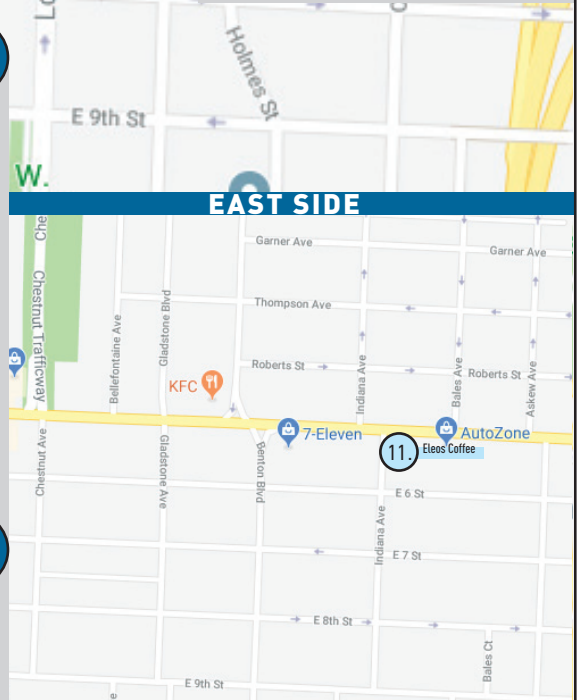 Holmes St
E 9th St
W.
EAST SIDE
Garner Ave
Garner Ave
Chestnut Trafficway
Gladstone Blvd
Thompson Ave
Bellefontaine Ave
Roberts St
Roberts St
Indiana Ave
Bales Ave
Askew Ave
KFC
7-Eleven
AutoZone
11.
Eleos Coffee
Chestnut Ave
Gladstone Ave
Benton Blvd
E 6 St
Indiana Ave
E 7 St
E 8th St
Bales Ct
E 9th St